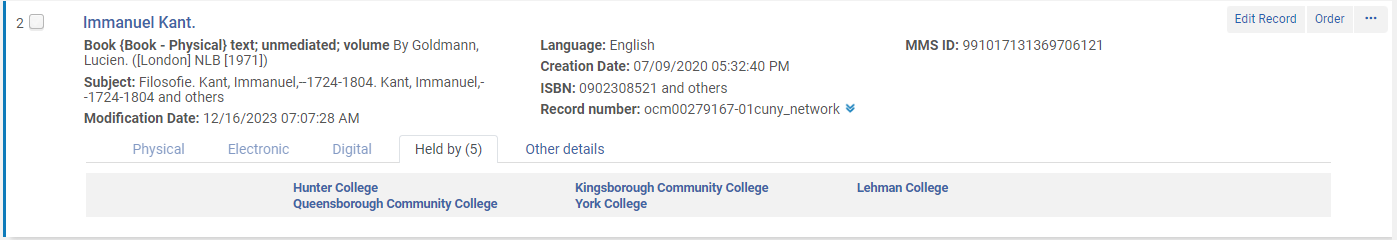 2 Immanuel Kant. Edit Record Order ...
Book {Book - Physical} text; unmediated; volume By Goldmann,
Lucien. ([London] NLB [1971])
Subject: Filosofie. Kant, Immanuel,--1724-1804. Kant, Immanuel,-
-1724-1804 and others
Modification Date: 12/16/2023 07:07:28 AM
Language: English
Creation Date: 07/09/2020 05:32:40 PM
ISBN: 0902308521 and others
Record number: ocm00279167-01cuny_network
MMS ID: 991017131369706121
Physical Electronic Digital Held by (5) Other details
Hunter College Kingsborough Community College Lehman College
Queensborough Community College York College